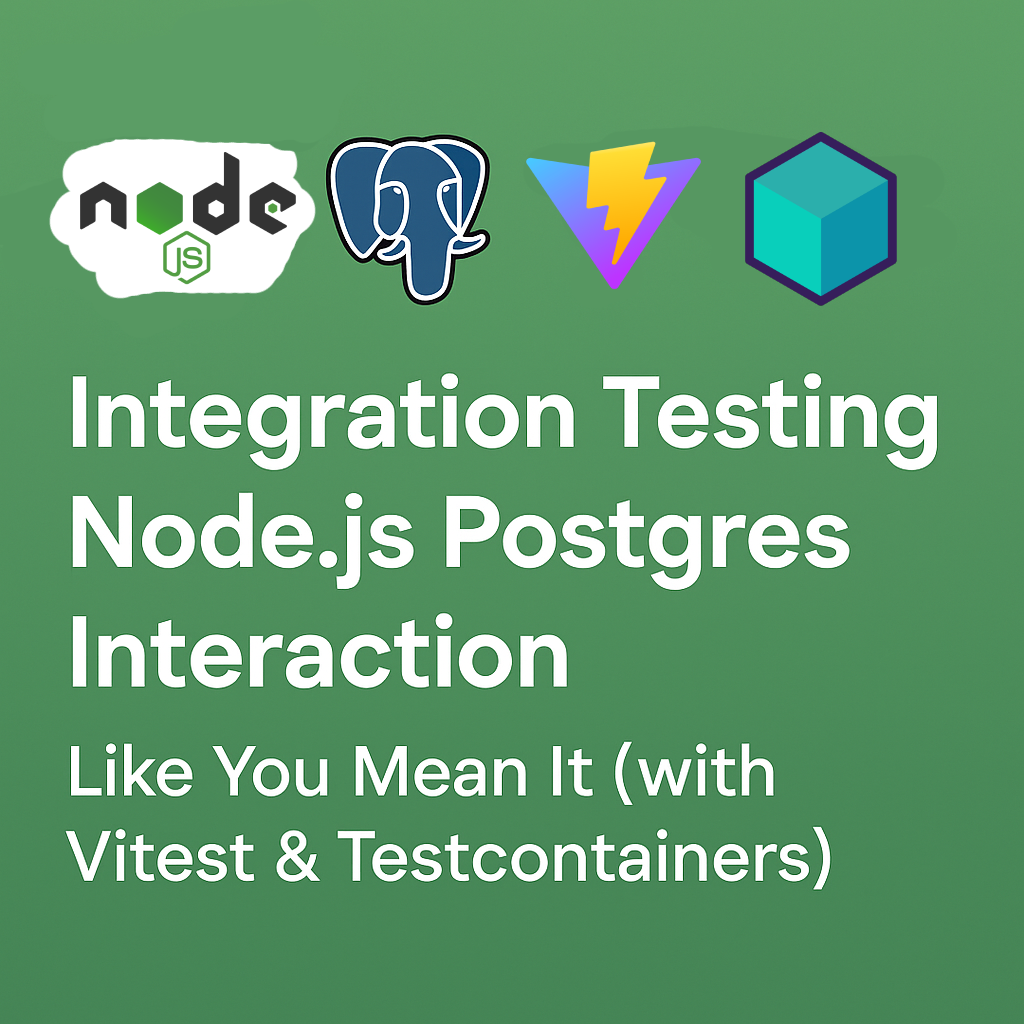 node
JS
Integration Testing
Node.js Postgres
Interaction
Like You Mean It (with
Vitest & Testcontainers)